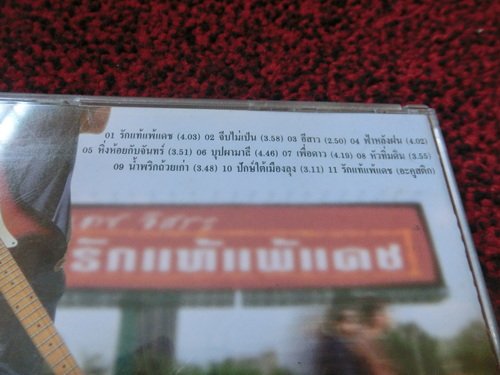 01 รักแท้แพ้แดช (4.03) 02 จีบไม่เป็น (3.58) 03 อีสาว (2.50) 04 ฟ้าหลังฝน (4.02)
05 หิ่งห้อยกับจันทร์ (3.51) 06 บุปผามาลี (4.46) 07 เพื่อดาว (4.19) 08 หัวทิ่มดิน (3.55)
09 น้ำพริกถ้วยเก่า (3.48) 10 ปักษ์ใต้เมืองลุง (3.11) 11 รักแท้แพ้แดช (อะคูสติก)
รักแท้แพ้แดช